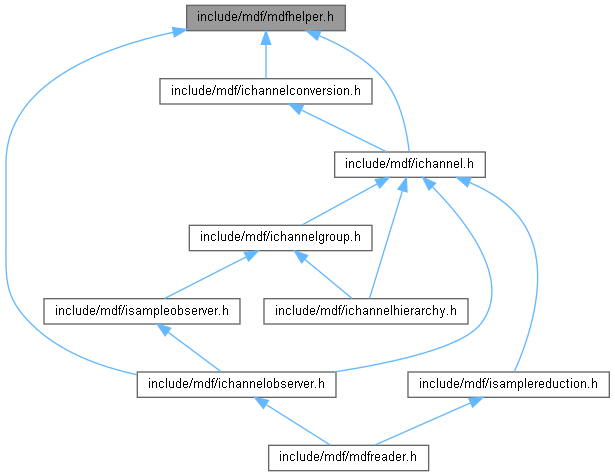 include/mdf/mdfhelper.h
include/mdf/ichannelconversion.h
include/mdf/ichannel.h
include/mdf/ichannelgroup.h
include/mdf/isampleobserver.h
include/mdf/ichannelhierarchy.h
include/mdf/ichannelobserver.h
include/mdf/isamplereduction.h
include/mdf/mdfreader.h